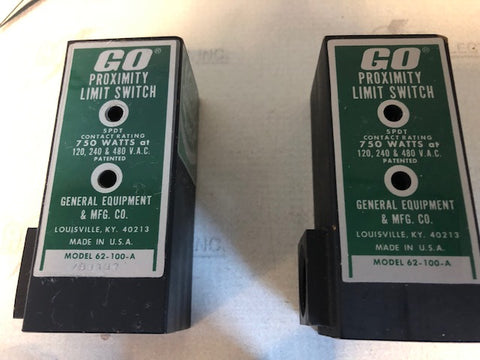 GO®
PROXIMITY
LIMIT SWITCH
SPDT
CONTACT RATING
750 WATTS at
120, 240 & 480 V.A.C.
PATENTED
GENERAL EQUIPMENT
& MFG. CO.
LOUISVILLE, KY. 40213
MADE IN U.S.A.
MODEL 62-100-A
GO®
PROXIMITY
LIMIT SWITCH
SPDT
CONTACT RATING
750 WATTS at
120, 240 & 480 V.A.C.
PATENTED
GENERAL EQUIPMENT
& MFG. CO.
LOUISVILLE, KY. 40213
MADE IN U.S.A.
MODEL 62-100-A